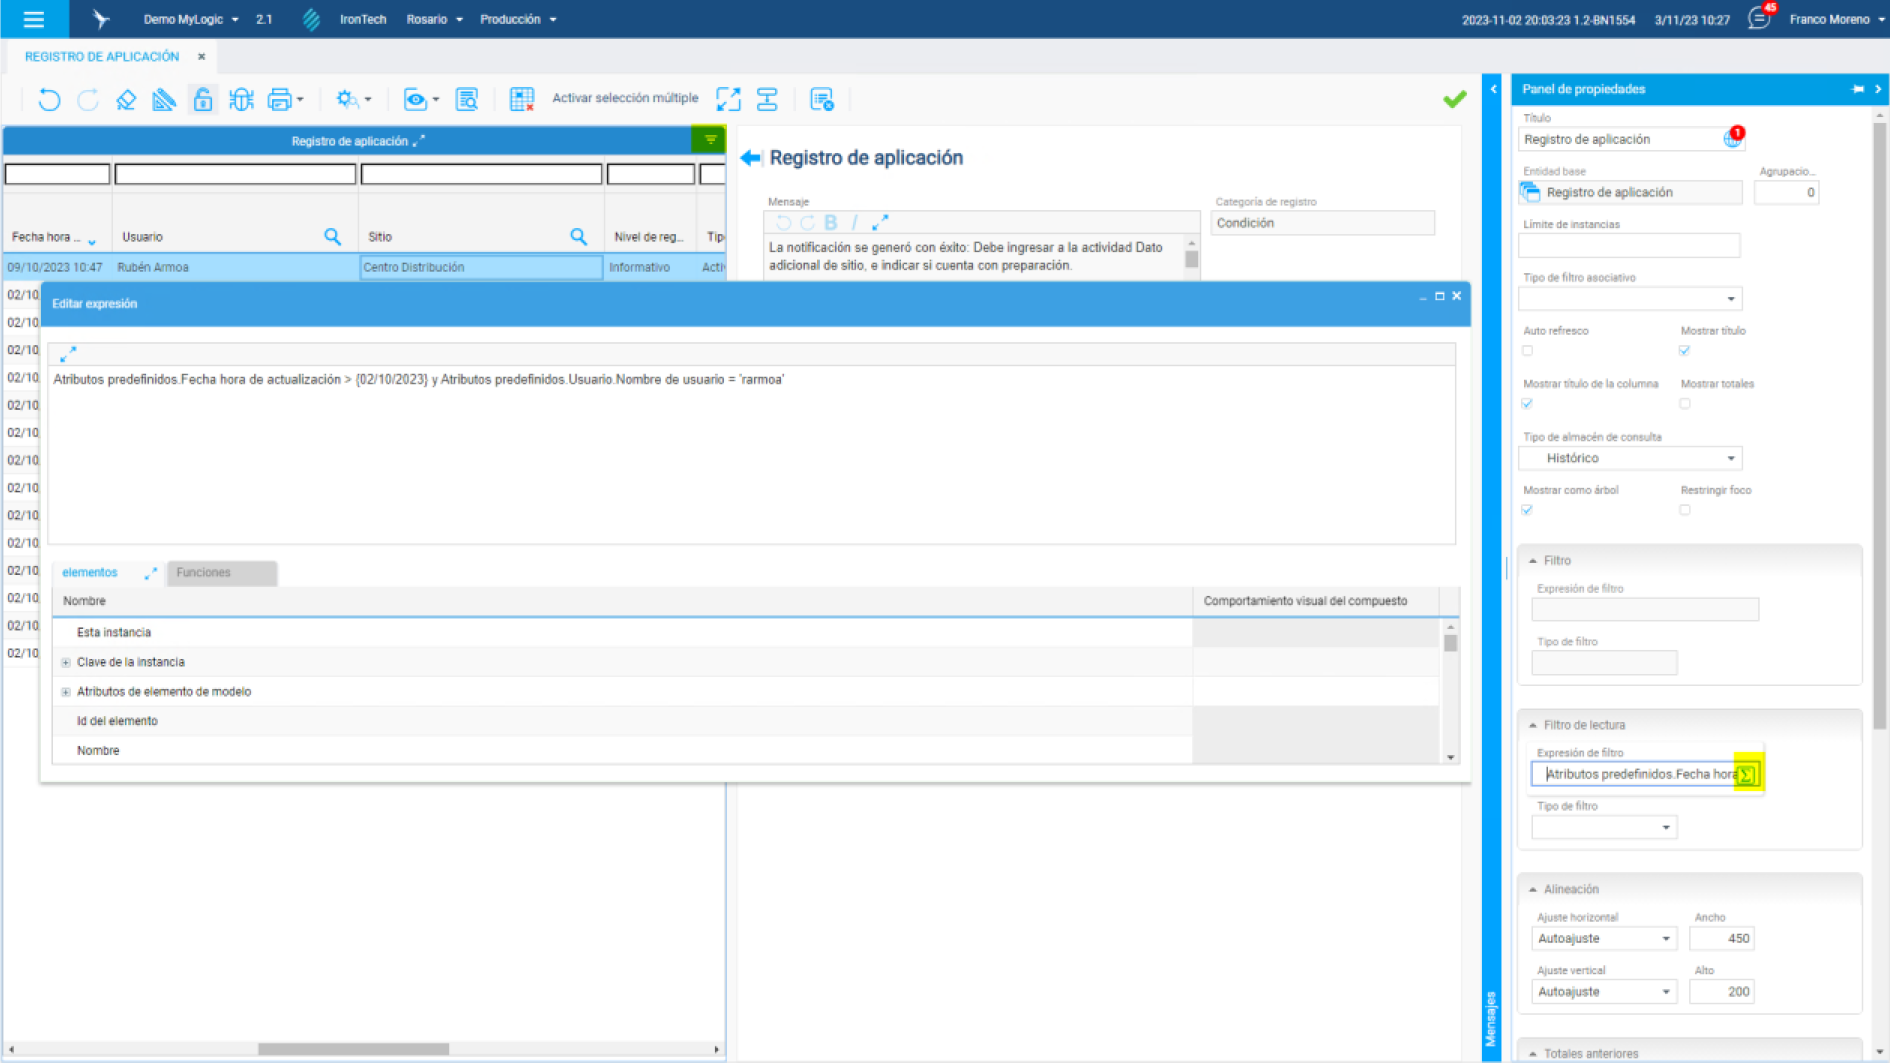 Demo MyLogic 2.1 IronTech Rosario Producción 2023-11-02 20:03:23 1.2-BN1554 3/11/23 10:27 45 Franco Moreno
REGISTRO DE APLICACIÓN ×
Activar selección múltiple
Registro de aplicación
Fecha hora ... Usuario Sitio Nivel de reg... Tip
09/10/2023 10:47 Rubén Armoa Centro Distribución Informativo Acti
02/10
02/10
02/10
02/10
02/10
02/10
02/10
02/10
02/10
02/10
02/10
02/10
02/10
02/10
Registro de aplicación
Mensaje
B I
La notificación se generó con éxito: Debe ingresar a la actividad Dato
adicional de sitio, e indicar si cuenta con preparación.
Categoría de registro
Condición
Editar expresión
Atributos predefinidos.Fecha hora de actualización > {02/10/2023} y Atributos predefinidos.Usuario.Nombre de usuario = 'rarmoa'
elementos Funciones
Nombre Comportamiento visual del compuesto
Esta instancia
Clave de la instancia
Atributos de elemento de modelo
Id del elemento
Nombre
Mensajes
Panel de propiedades
Título
Registro de aplicación 1
Entidad base Agrupacio...
Registro de aplicación 0
Límite de instancias
Tipo de filtro asociativo
Auto refresco Mostrar título
Mostrar título de la columna Mostrar totales
Tipo de almacén de consulta
Histórico
Mostrar como árbol Restringir foco
Filtro
Expresión de filtro
Tipo de filtro
Filtro de lectura
Expresión de filtro
Atributos predefinidos.Fecha hora Σ
Tipo de filtro
Alineación
Ajuste horizontal Ancho
Autoajuste 450
Ajuste vertical Alto
Autoajuste 200
Totales anteriores